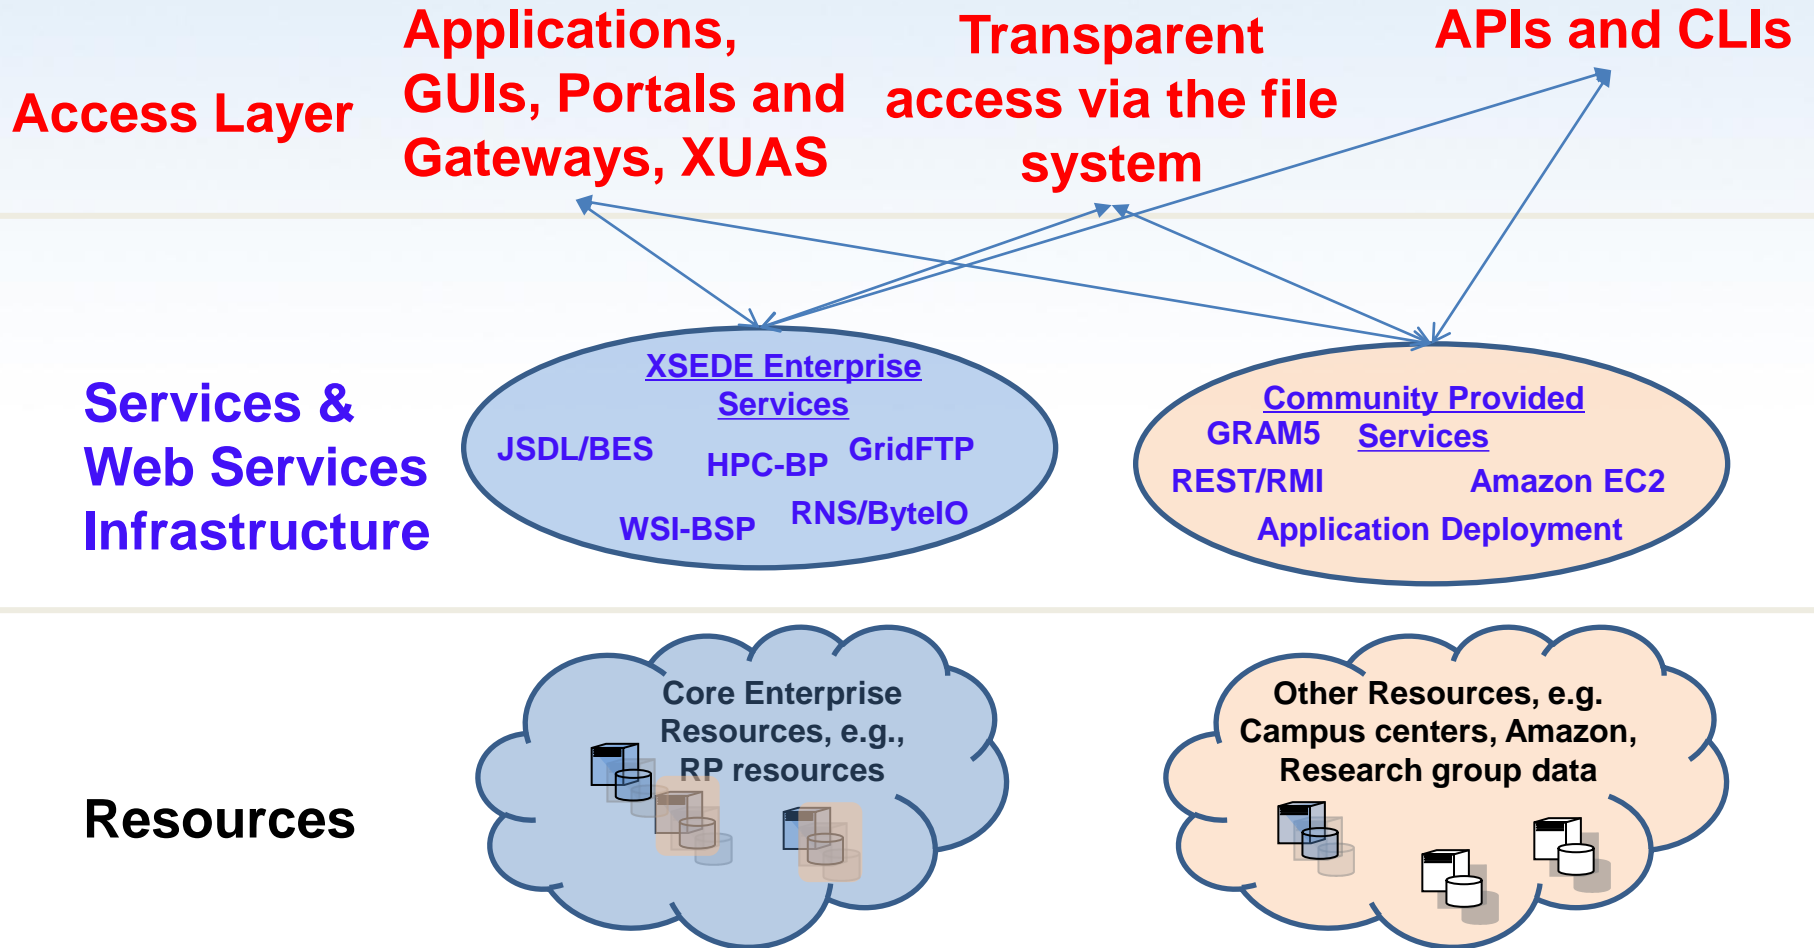 Access Layer
Applications,
GUIs, Portals and
Gateways, XUAS
Transparent
access via the file
system
APIs and CLIs
Services &
Web Services
Infrastructure
XSEDE Enterprise
Services
JSDL/BES
HPC-BP
GridFTP
WSI-BSP
RNS/ByteIO
Community Provided
Services
GRAM5
REST/RMI
Amazon EC2
Application Deployment
Resources
Core Enterprise
Resources, e.g.,
RP resources
Other Resources, e.g.
Campus centers, Amazon,
Research group data